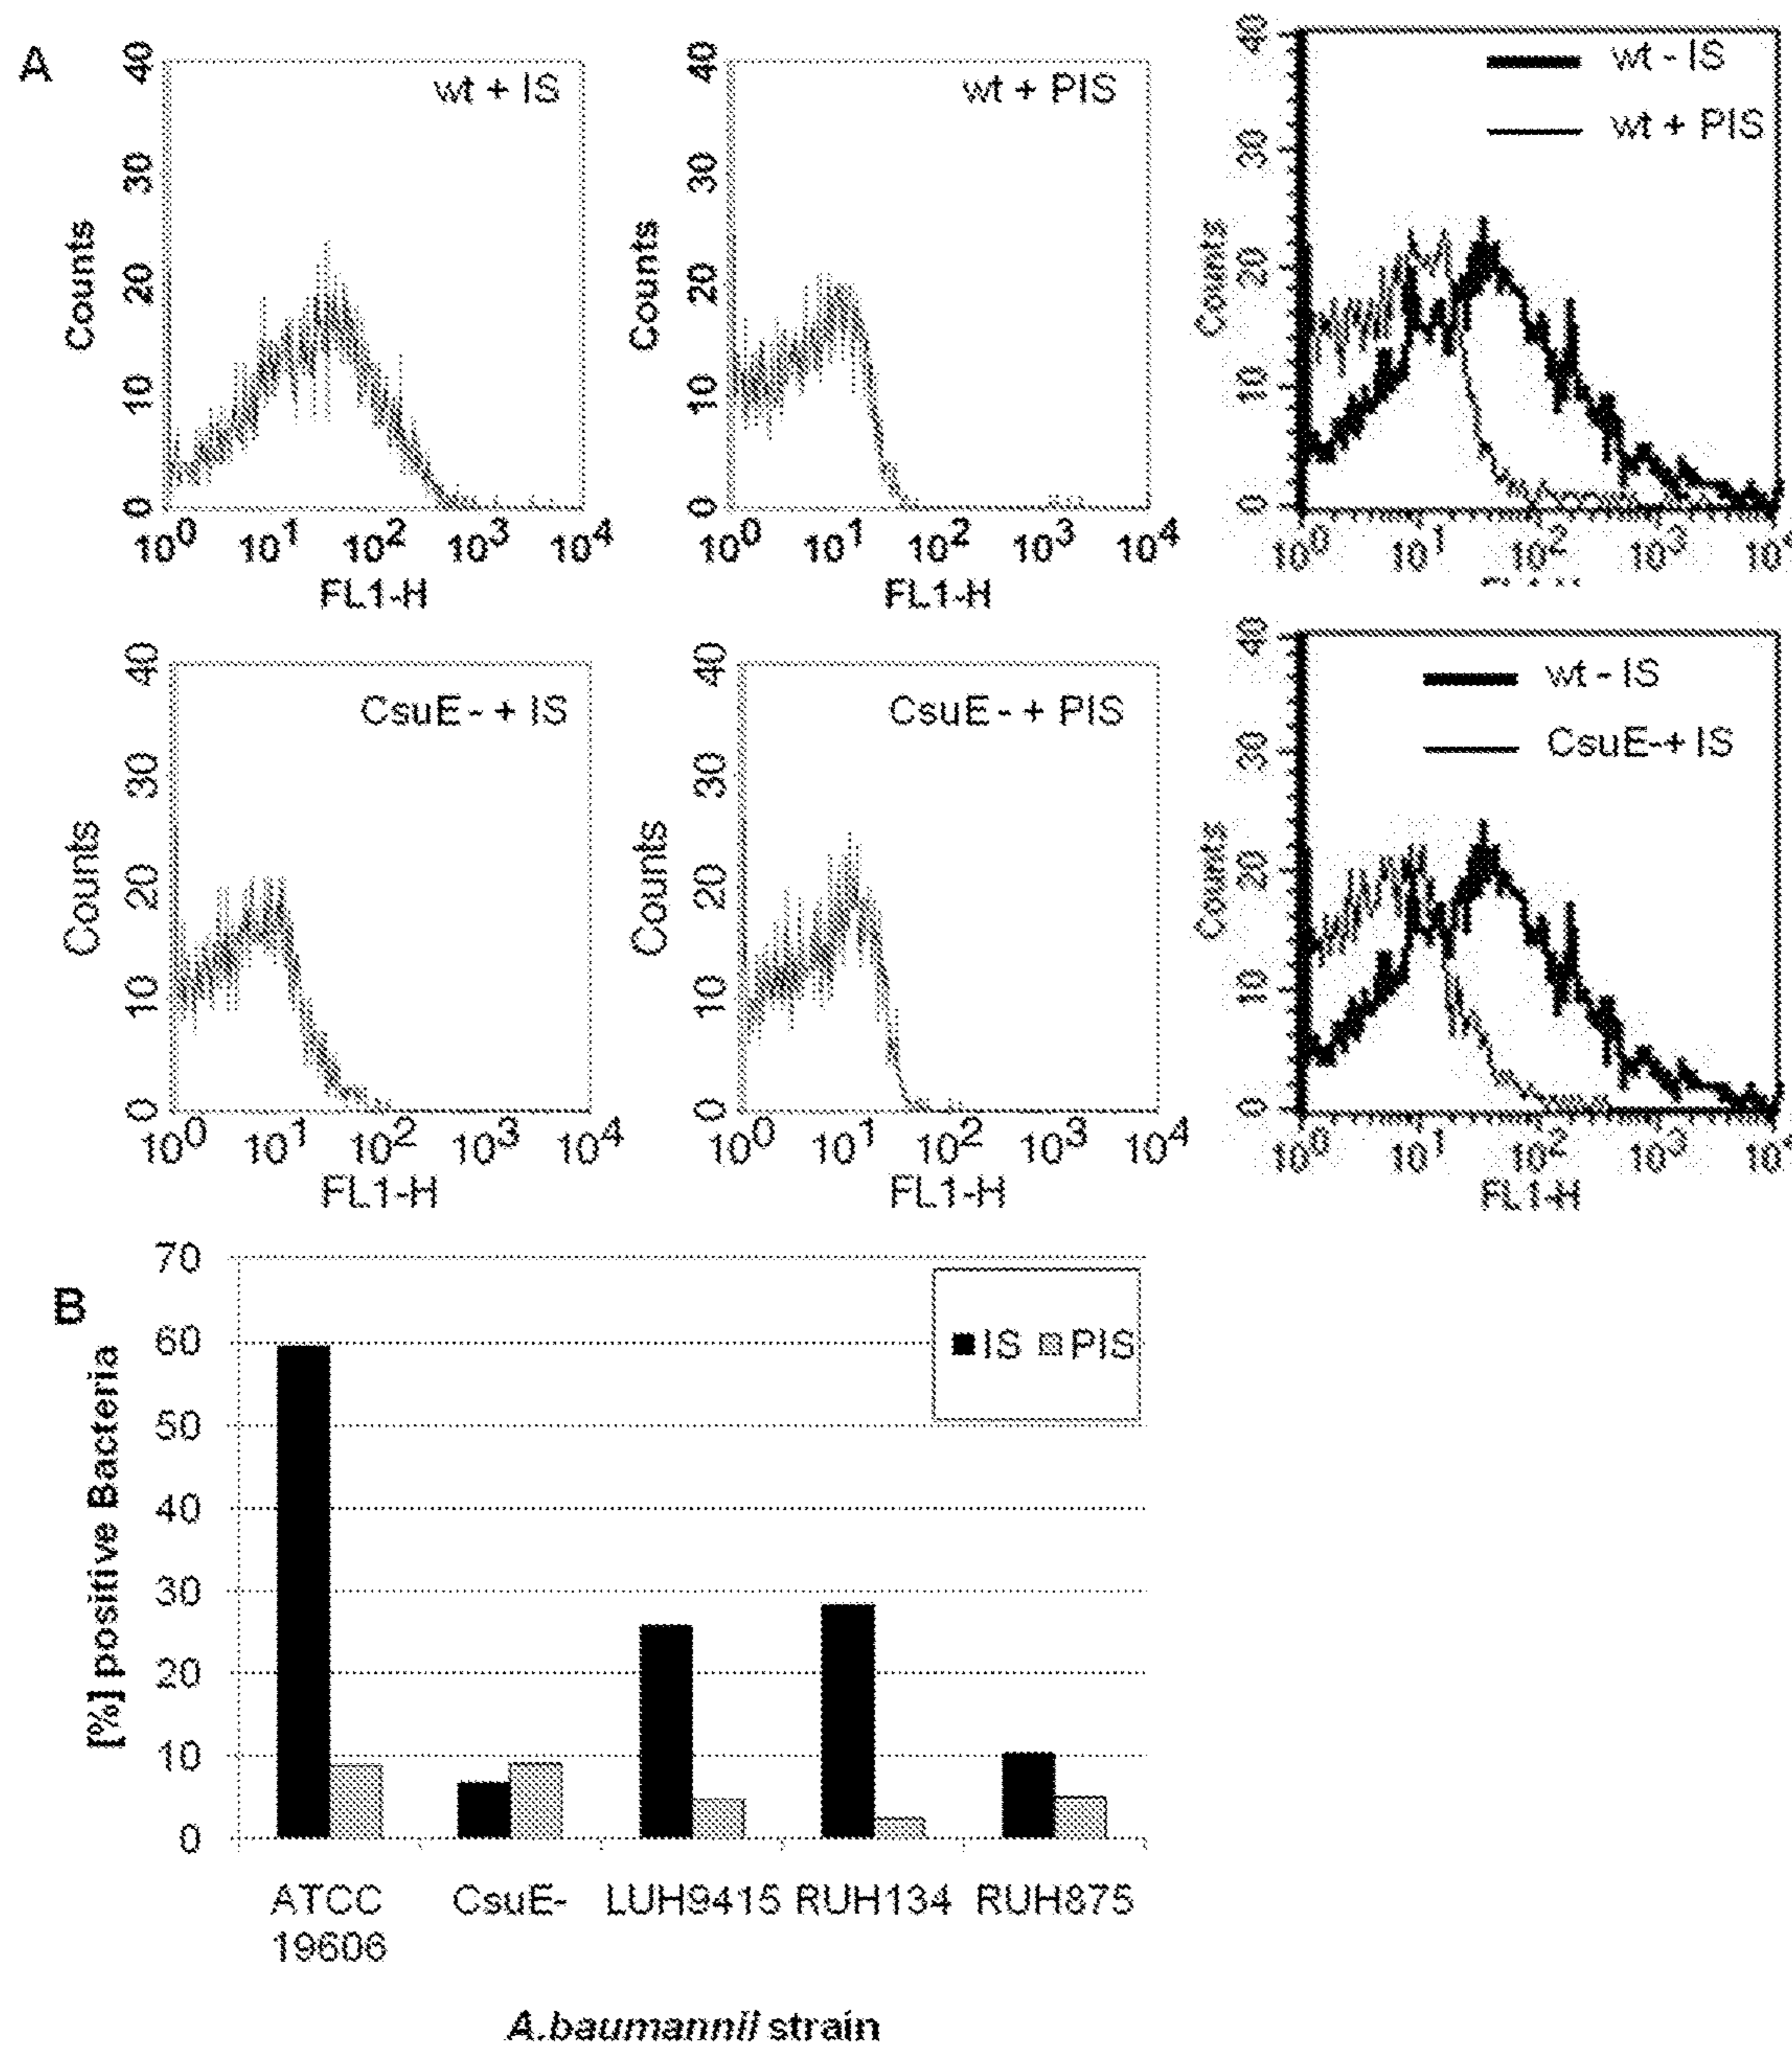 A
wt + IS
40
30
20
10
0
Counts
10^0 10^1 10^2 10^3 10^4
FL1-H
wt + PIS
40
30
20
10
0
Counts
10^0 10^1 10^2 10^3 10^4
FL1-H
wt - IS
wt + PIS
40
30
20
10
0
Counts
10^0 10^1 10^2 10^3
CsuE- + IS
40
30
20
10
0
Counts
10^0 10^1 10^2 10^3 10^4
FL1-H
CsuE- + PIS
40
30
20
10
0
Counts
10^0 10^1 10^2 10^3 10^4
FL1-H
wt - IS
CsuE-+ IS
40
30
20
10
0
Counts
10^0 10^1 10^2 10^3
FL1-H
B
70
60
50
40
30
20
10
0
[%] positive Bacteria
IS PIS
ATCC 19606
CsuE-
LUH9415
RUH134
RUH875
A.baumannii strain